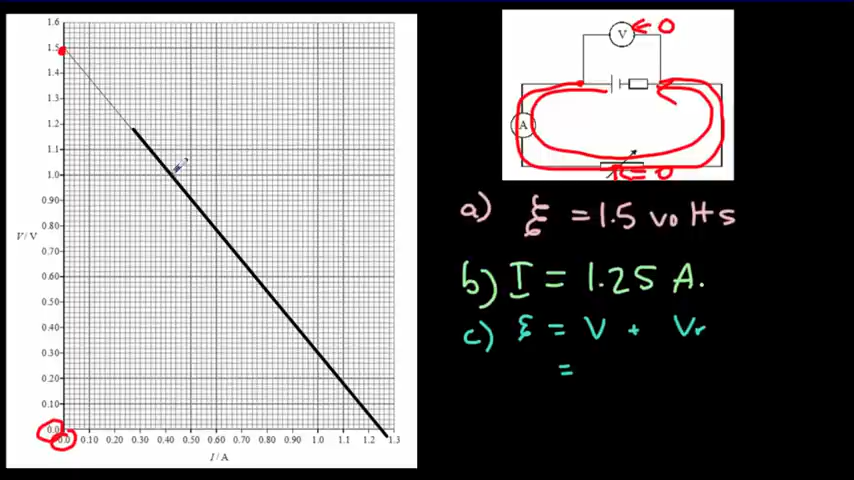 1.6
1.5
1.4
1.3
1.2
1.1
1.0
0.90
0.80
0.70
0.60
0.50
0.40
0.30
0.20
0.10
0.0
V/V
0.0 0.10 0.20 0.30 0.40 0.50 0.60 0.70 0.80 0.90 1.0 1.1 1.2 1.3
I/A
V ← 0
A
R = 0
a) ξ = 1.5 volts
b) I = 1.25 A.
c) ξ = V + Vr
=